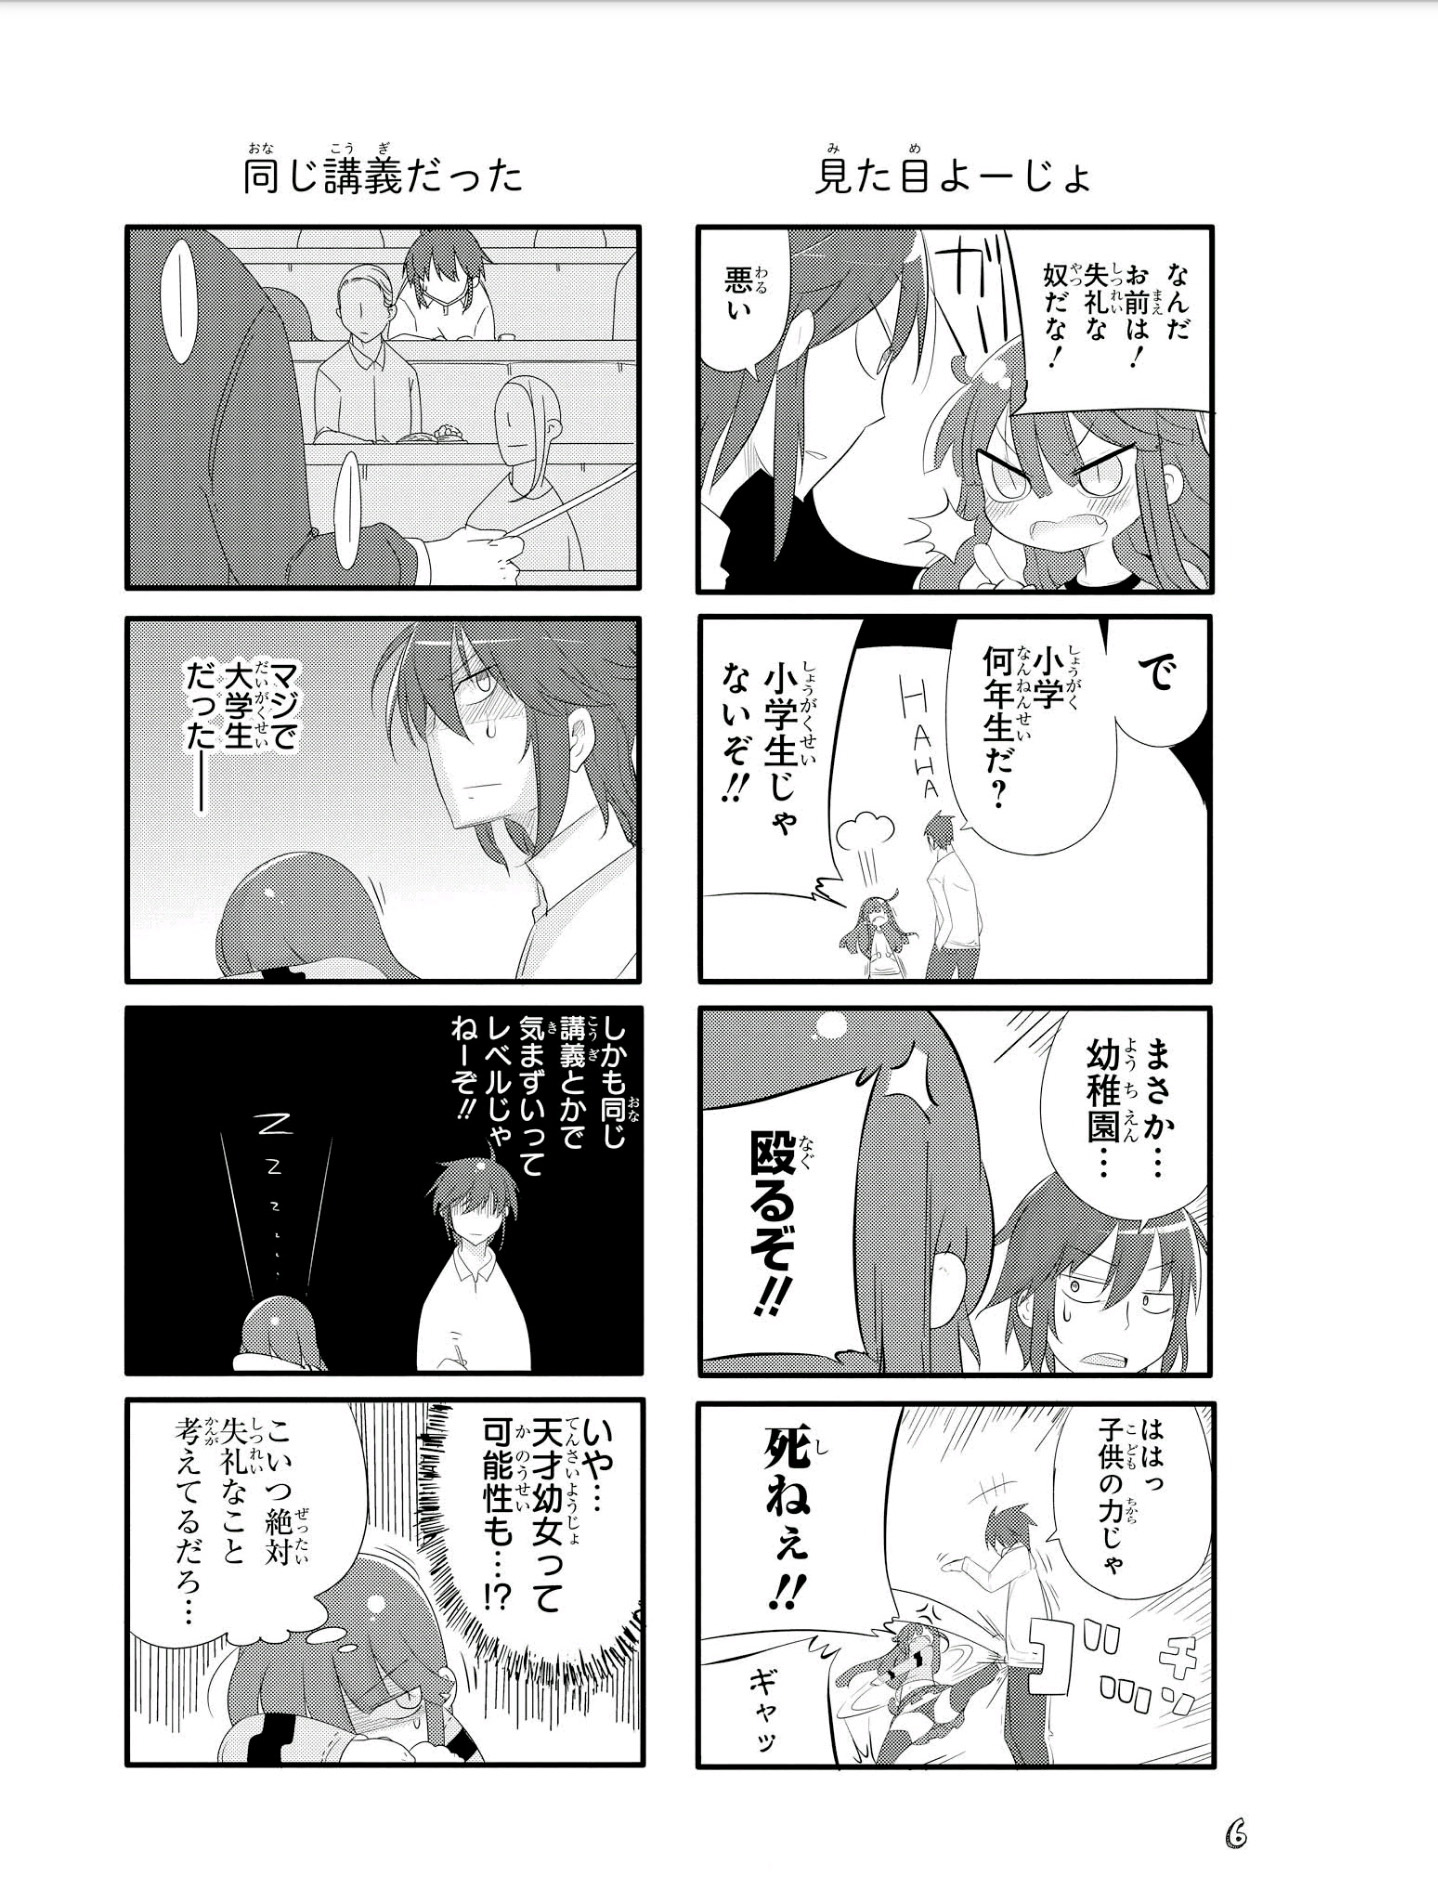 見た目よーじょ
なんだ
お前は！
失礼な
奴だな！
ガッ
悪い
で
小学
何年生だ？
HAHA
小学生じゃ
ないぞ!!
まさか…
幼稚園…
殴るぞ!!
ははっ
子供の力じゃ
ゴッ
ブチッン
死ねぇ!!
ギャッ
同じ講義だった
マジで
大学生
だった――
しかも同じ
講義とかで
気まずいって
レベルじゃ
ねーぞ!!
Z
Z
Z
いや…
天才幼女って
可能性も…!?
こいつ絶対
失礼なこと
考えてるだろ…
6